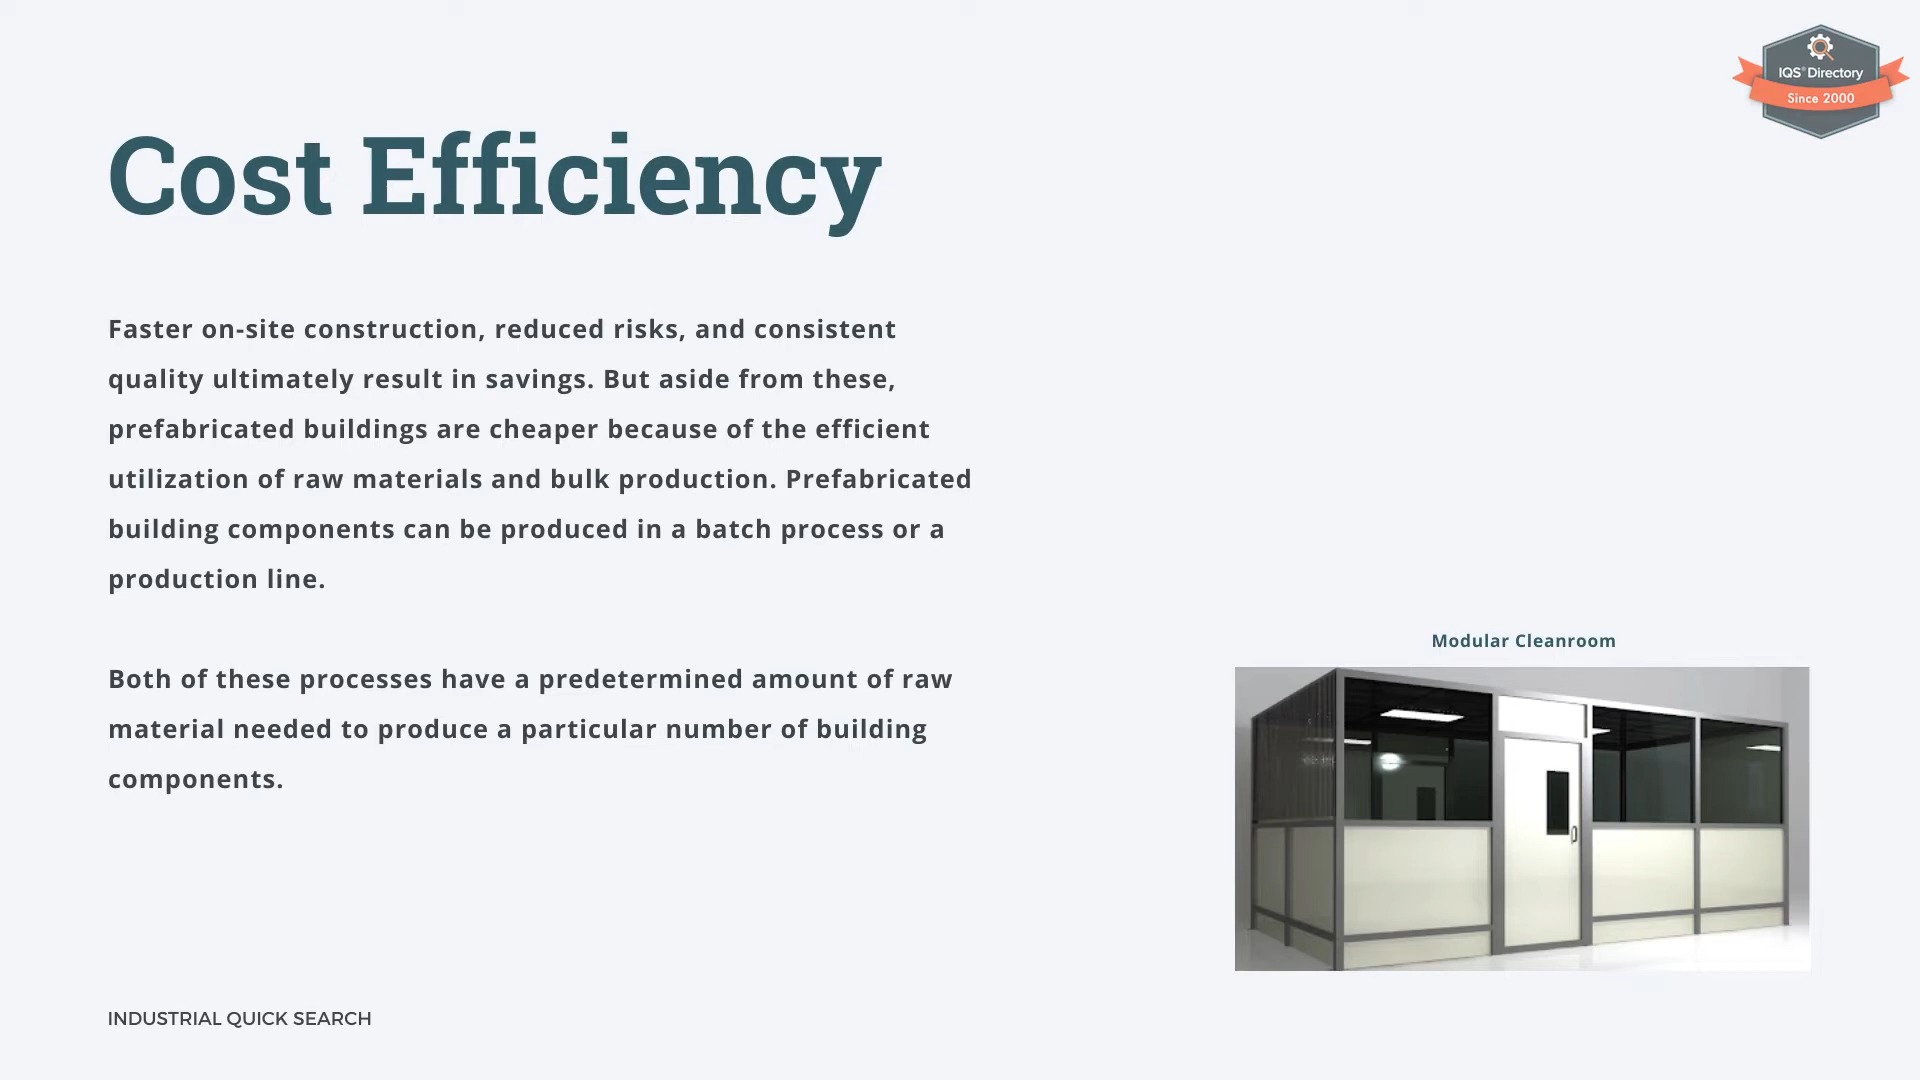 IQS® Directory
Since 2000
Cost Efficiency
Faster on-site construction, reduced risks, and consistent
quality ultimately result in savings. But aside from these,
prefabricated buildings are cheaper because of the efficient
utilization of raw materials and bulk production. Prefabricated
building components can be produced in a batch process or a
production line.
Both of these processes have a predetermined amount of raw
material needed to produce a particular number of building
components.
Modular Cleanroom
INDUSTRIAL QUICK SEARCH